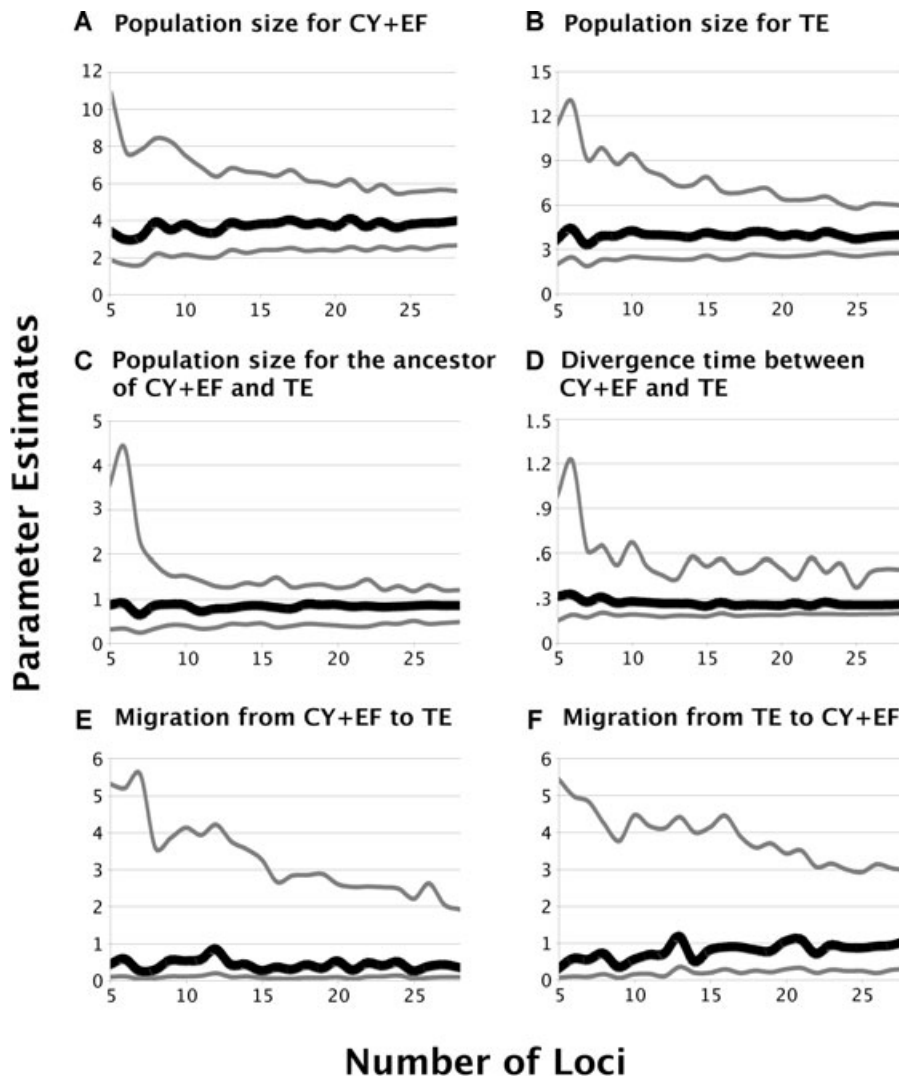 A Population size for CY+EF
12
10
8
6
4
2
0
5 10 15 20 25
B Population size for TE
15
12
9
6
3
0
5 10 15 20 25
C Population size for the ancestor
of CY+EF and TE
5
4
3
2
1
0
5 10 15 20 25
D Divergence time between
CY+EF and TE
1.5
1.2
.9
.6
.3
0
5 10 15 20 25
E Migration from CY+EF to TE
6
5
4
3
2
1
0
5 10 15 20 25
F Migration from TE to CY+EF
6
5
4
3
2
1
0
5 10 15 20 25
Parameter Estimates
Number of Loci